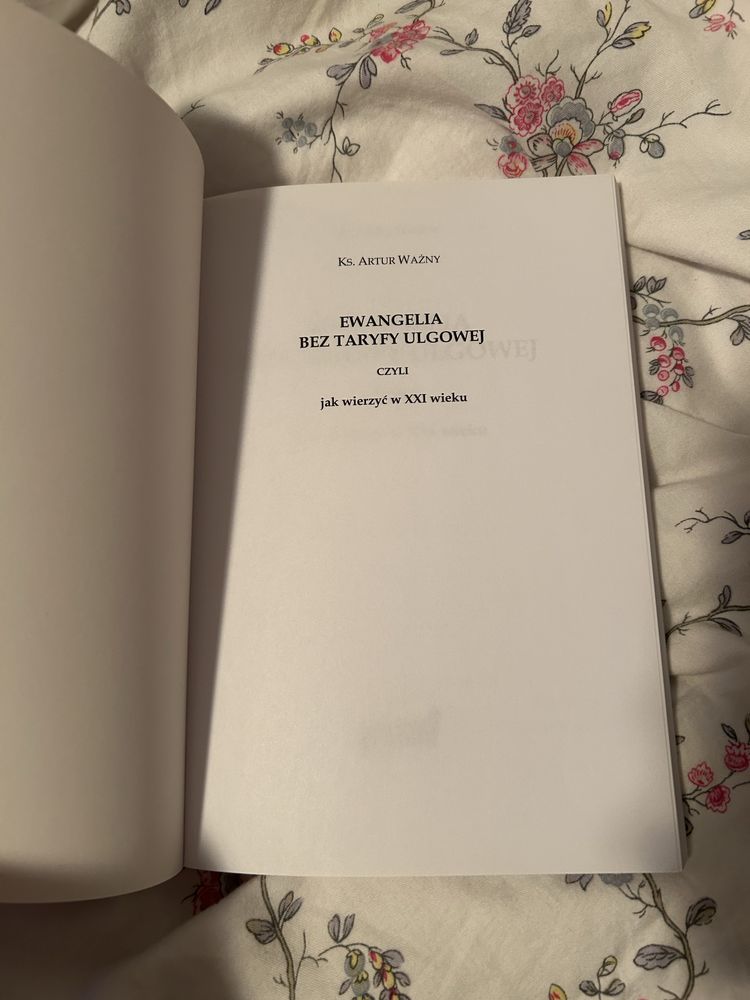 Ks. Artur Ważny
EWANGELIA
BEZ TARYFY ULGOWEJ
CZYLI
jak wierzyć w XXI wieku